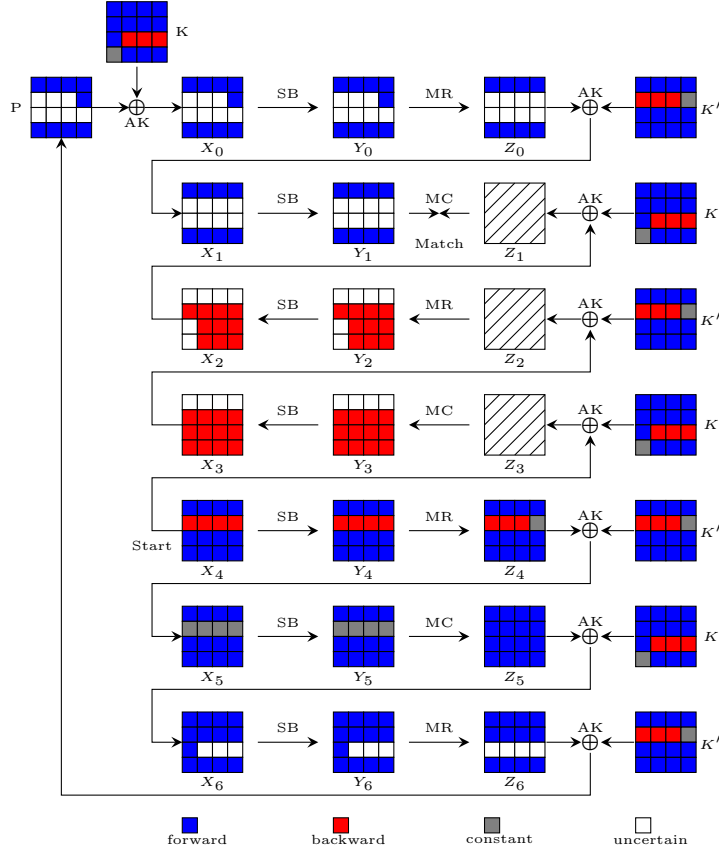 K
P
AK
SB
MR
AK
K′
X₀
Y₀
Z₀
SB
MC
AK
K
Match
X₁
Y₁
Z₁
SB
MR
AK
K′
X₂
Y₂
Z₂
SB
MC
AK
K
X₃
Y₃
Z₃
SB
MR
AK
K′
Start
X₄
Y₄
Z₄
SB
MC
AK
K
X₅
Y₅
Z₅
SB
MR
AK
K′
X₆
Y₆
Z₆
forward backward constant uncertain